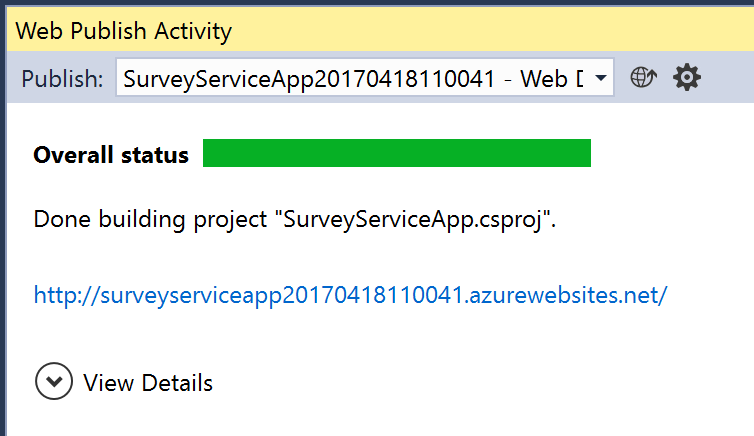 Web Publish Activity
Publish: SurveyServiceApp20170418110041 - Web D
Overall status
Done building project "SurveyServiceApp.csproj".
http://surveyserviceapp20170418110041.azurewebsites.net/
View Details